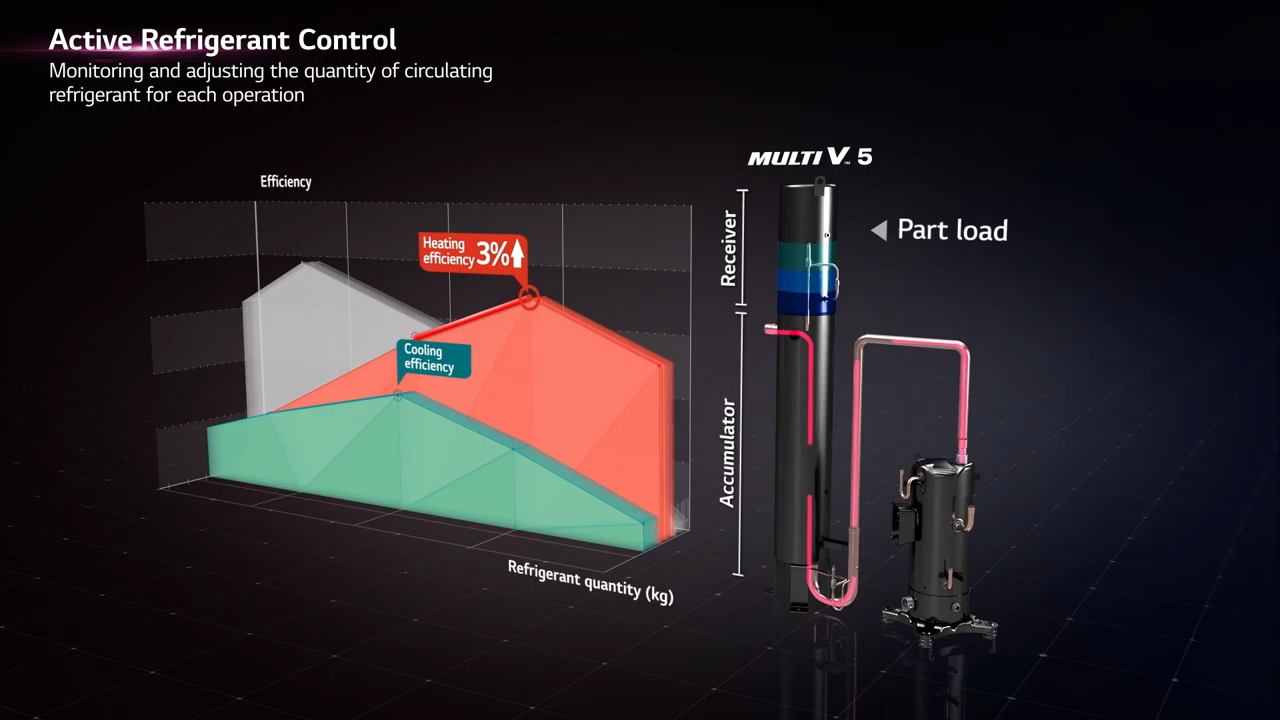 Active Refrigerant Control
Monitoring and adjusting the quantity of circulating
refrigerant for each operation
MULTI V™ 5
Efficiency
Receiver
Part load
Heating
efficiency 3%
Cooling
efficiency
Accumulator
Refrigerant quantity (kg)